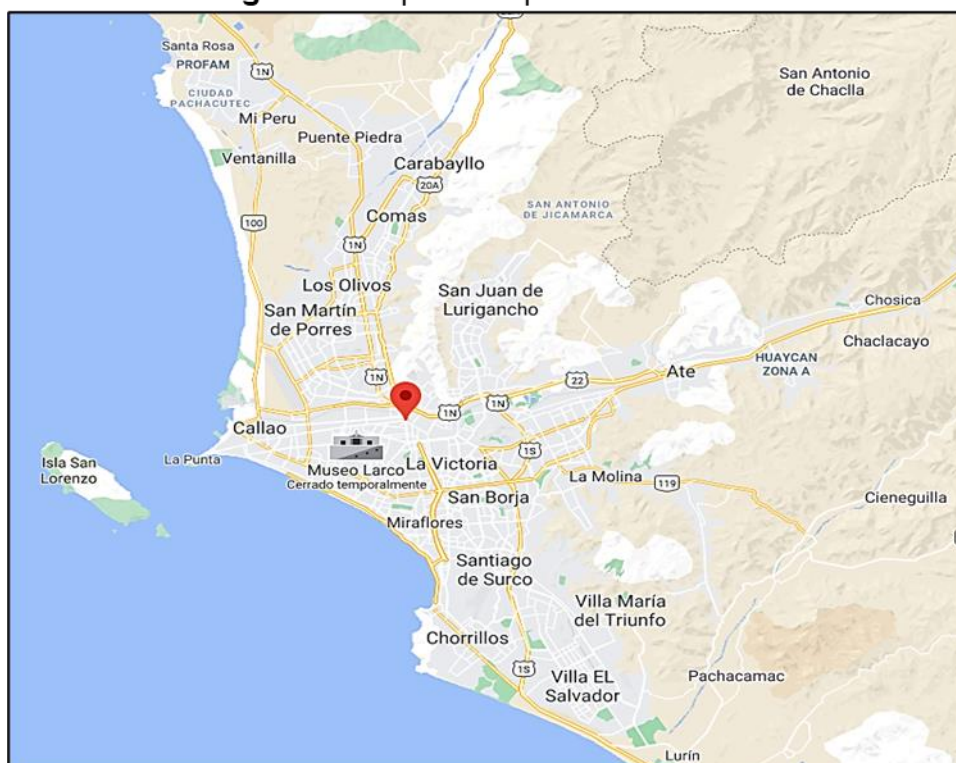 Santa Rosa
PROFAM
1N
CIUDAD
PACHACUTEC
Mi Peru
Puente Piedra
Ventanilla
Carabayllo
20A
100
Comas
1N
San Antonio
de Chaclla
SAN ANTONIO
DE JICAMARCA
Los Olivos
San Juan de
Lurigancho
San Martín
de Porres
Chosica
Chaclacayo
HUAYCAN
ZONA A
Ate
22
1N
1N
1N
Callao
La Punta
Isla San
Lorenzo
Museo Larco
Cerrado temporalmente
La Victoria
1S
La Molina
119
Cieneguilla
San Borja
Miraflores
Santiago
de Surco
Villa María
del Triunfo
Chorrillos
1S
Villa EL
Salvador
Pachacamac
Lurín